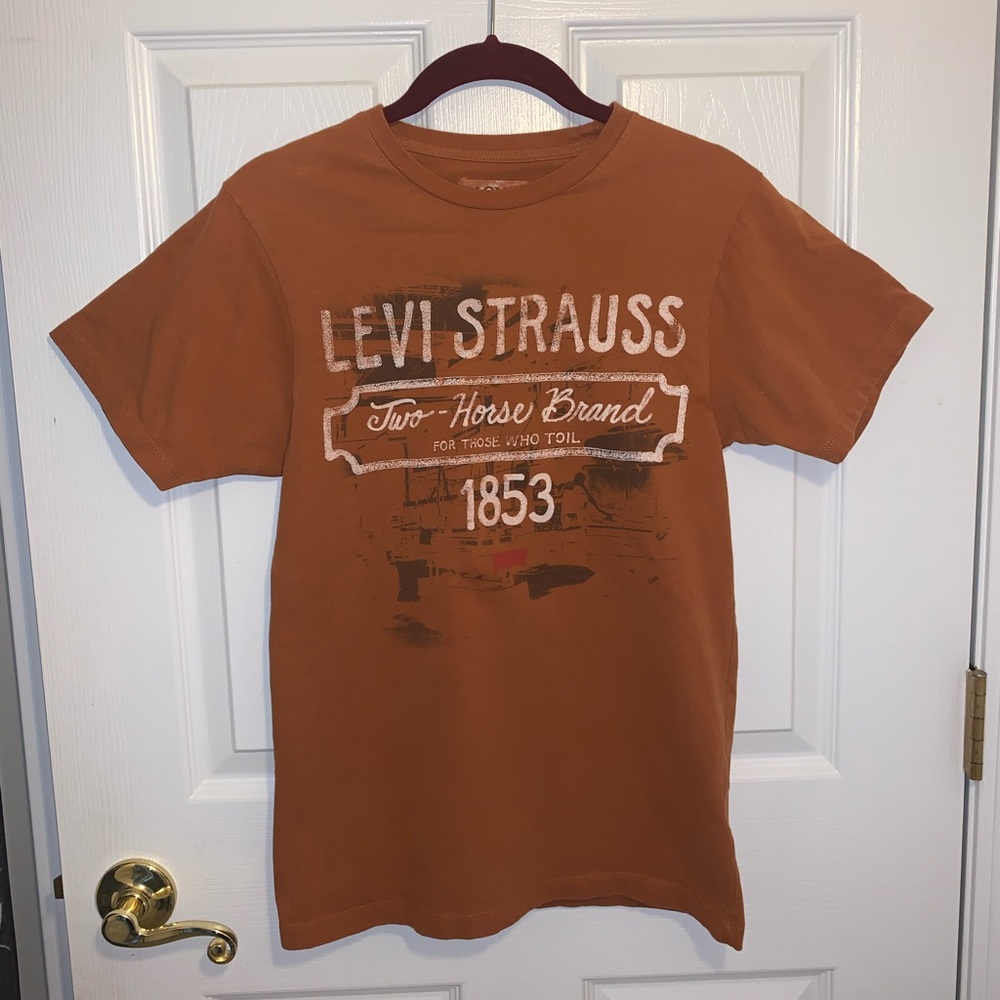 LEVI STRAUSS
Two-Horse Brand
FOR THOSE WHO TOIL
1853